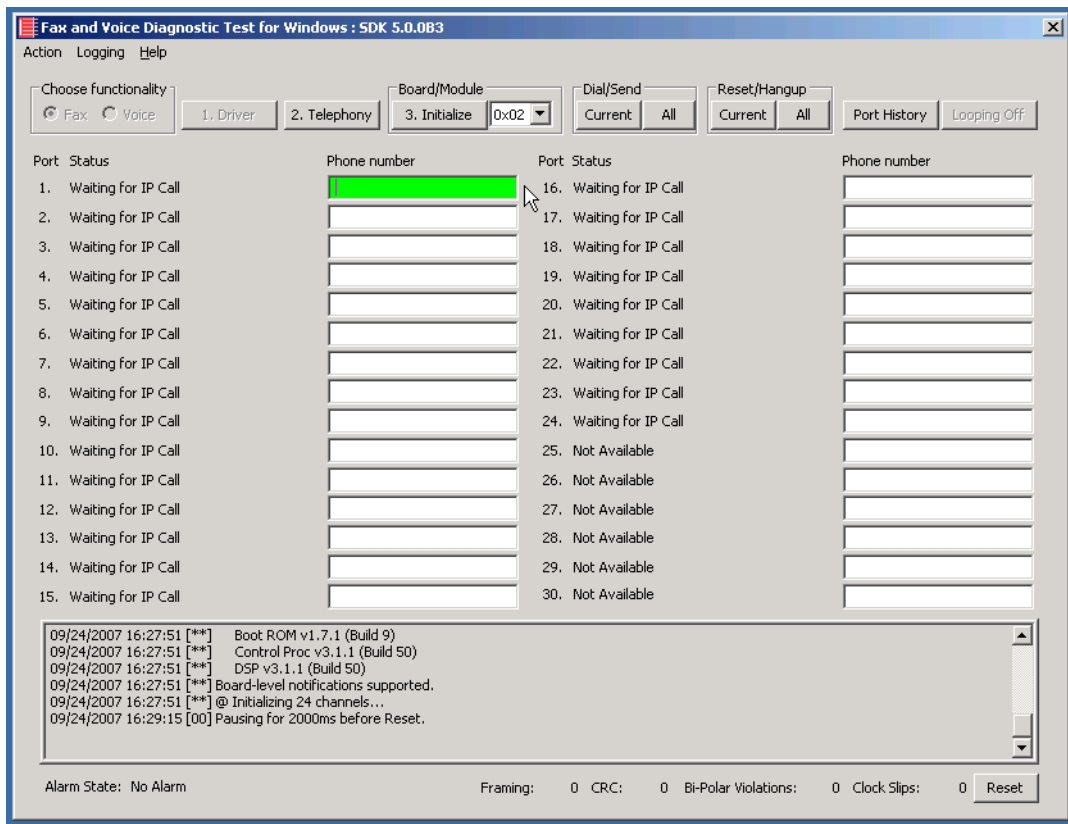 Fax and Voice Diagnostic Test for Windows : SDK 5.0.0B3
Action Logging Help
Choose functionality Board/Module Dial/Send Reset/Hangup
Fax Voice 1. Driver 2. Telephony 3. Initialize 0x02 Current All Current All Port History Looping Off
Port Status Phone number Port Status Phone number
1. Waiting for IP Call 16. Waiting for IP Call
2. Waiting for IP Call 17. Waiting for IP Call
3. Waiting for IP Call 18. Waiting for IP Call
4. Waiting for IP Call 19. Waiting for IP Call
5. Waiting for IP Call 20. Waiting for IP Call
6. Waiting for IP Call 21. Waiting for IP Call
7. Waiting for IP Call 22. Waiting for IP Call
8. Waiting for IP Call 23. Waiting for IP Call
9. Waiting for IP Call 24. Waiting for IP Call
10. Waiting for IP Call 25. Not Available
11. Waiting for IP Call 26. Not Available
12. Waiting for IP Call 27. Not Available
13. Waiting for IP Call 28. Not Available
14. Waiting for IP Call 29. Not Available
15. Waiting for IP Call 30. Not Available
09/24/2007 16:27:51 [**] Boot ROM v1.7.1 (Build 9)
09/24/2007 16:27:51 [**] Control Proc v3.1.1 (Build 50)
09/24/2007 16:27:51 [**] DSP v3.1.1 (Build 50)
09/24/2007 16:27:51 [**] Board-level notifications supported.
09/24/2007 16:27:51 [**] @ Initializing 24 channels...
09/24/2007 16:29:15 [00] Pausing for 2000ms before Reset.
Alarm State: No Alarm Framing: 0 CRC: 0 Bi-Polar Violations: 0 Clock Slips: 0 Reset